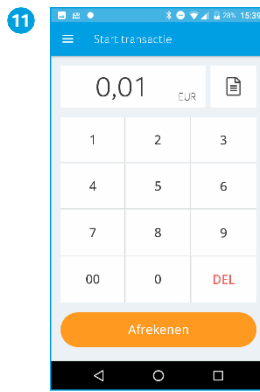 11
28% 15:39
Start transactie
0,01 EUR
1 2 3
4 5 6
7 8 9
00 0 DEL
Afrekenen